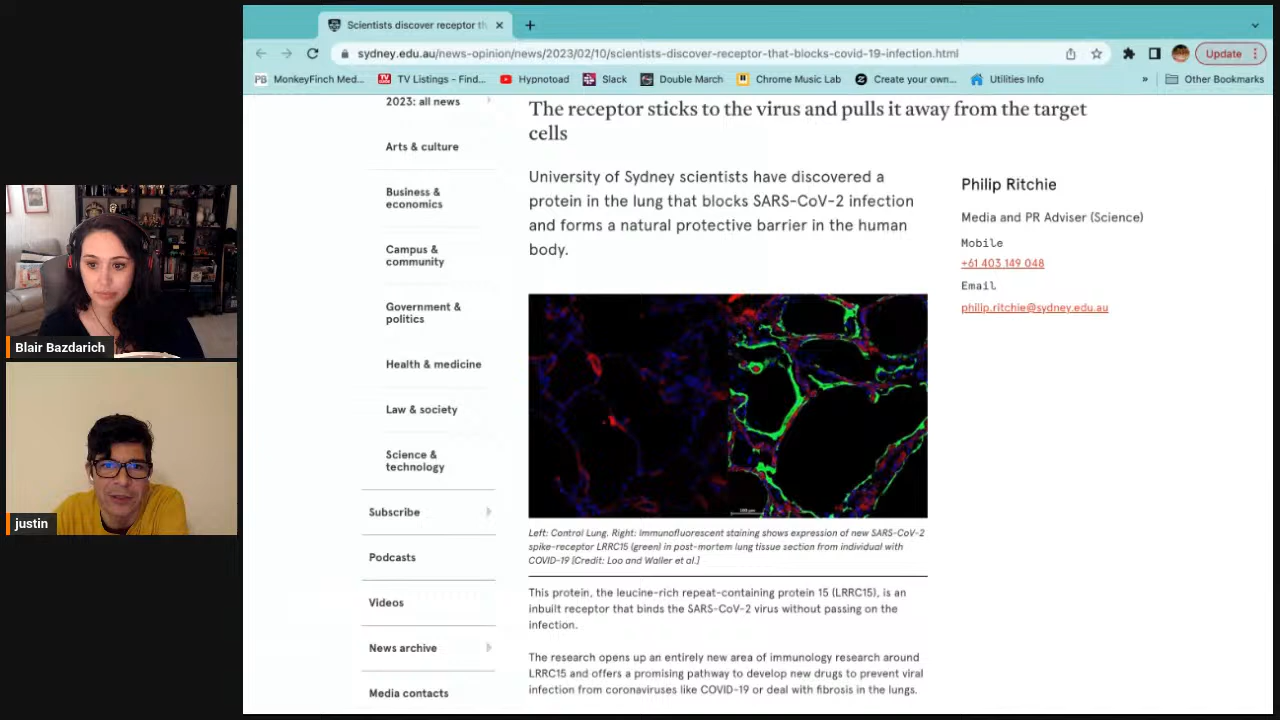 Scientists discover receptor th
sydney.edu.au/news-opinion/news/2023/02/10/scientists-discover-receptor-that-blocks-covid-19-infection.html
Update
PB MonkeyFinch Med...
TV Listings - Find...
Hypnotoad
Slack
Double March
Chrome Music Lab
Create your own...
Utilities Info
»
Other Bookmarks
2023: all news
Arts & culture
Business &
economics
Campus &
community
Government &
politics
Health & medicine
Law & society
Science &
technology
Subscribe
Podcasts
Videos
News archive
Media contacts
The receptor sticks to the virus and pulls it away from the target
cells
University of Sydney scientists have discovered a
protein in the lung that blocks SARS-CoV-2 infection
and forms a natural protective barrier in the human
body.
Left: Control Lung. Right: Immunofluorescent staining shows expression of new SARS-CoV-2
spike-receptor LRRC15 (green) in post-mortem lung tissue section from individual with
COVID-19 [Credit: Loo and Waller et al.]
This protein, the leucine-rich repeat-containing protein 15 (LRRC15), is an
inbuilt receptor that binds the SARS-CoV-2 virus without passing on the
infection.
The research opens up an entirely new area of immunology research around
LRRC15 and offers a promising pathway to develop new drugs to prevent viral
infection from coronaviruses like COVID-19 or deal with fibrosis in the lungs.
Philip Ritchie
Media and PR Adviser (Science)
Mobile
+61 403 149 048
Email
philip.ritchie@sydney.edu.au
Blair Bazdarich
justin